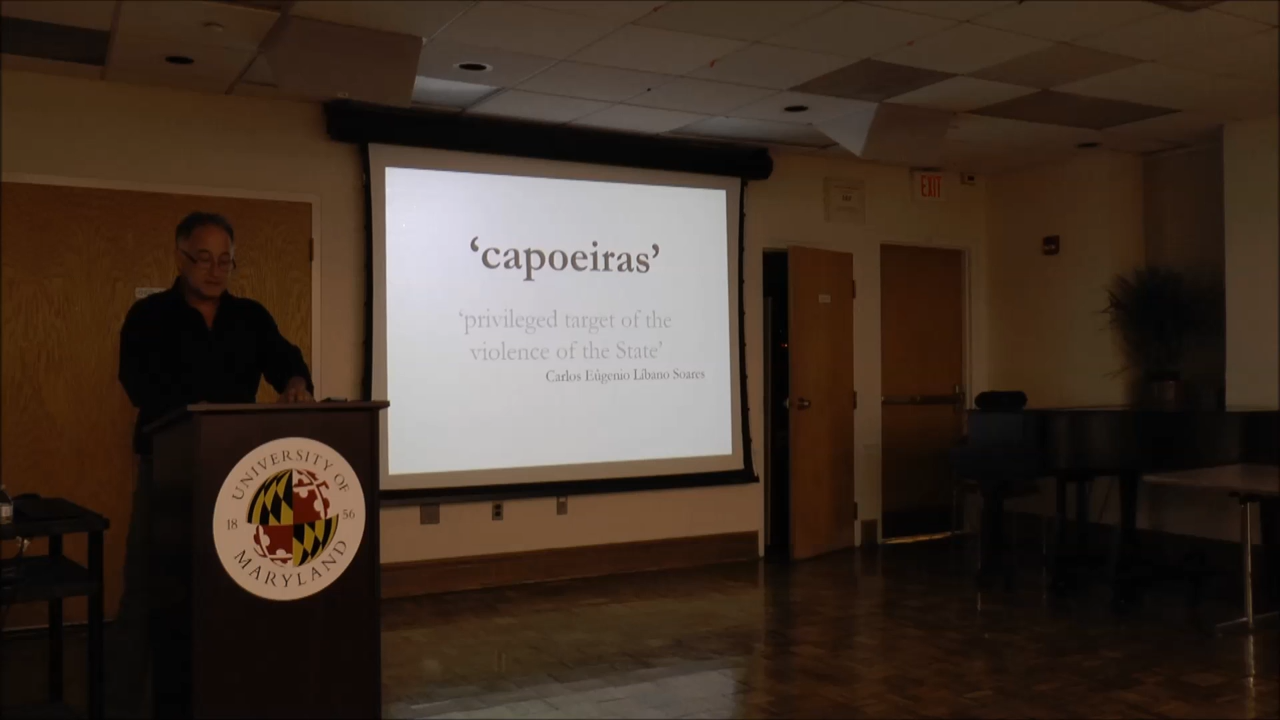 ‘capoeiras’
‘privileged target of the
violence of the State’
Carlos Eúgenio Líbano Soares
EXIT
UNIVERSITY OF
18 56
MARYLAND